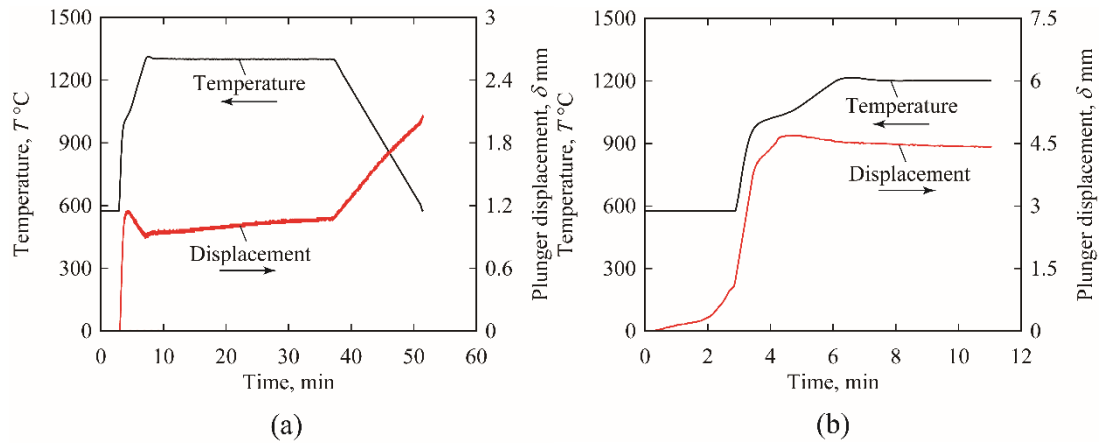 1500
1200
900
600
300
0
Temperature, T °C
3
2.4
1.8
1.2
0.6
0
Plunger displacement, δ mm
Temperature
Displacement
0 10 20 30 40 50 60
Time, min
(a)
1500
1200
900
600
300
0
Temperature, T °C
7.5
6
4.5
3
1.5
0
Plunger displacement, δ mm
Temperature
Displacement
0 2 4 6 8 10 12
Time, min
(b)